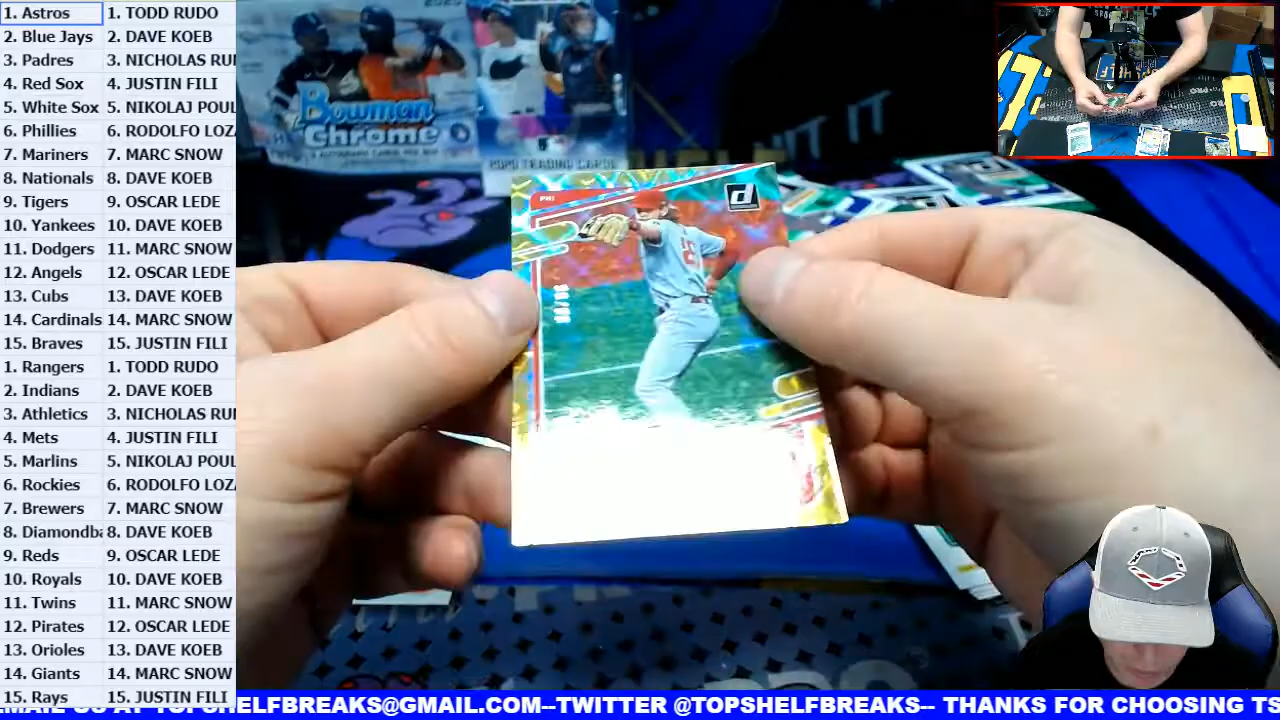 1. Astros 1. TODD RUDO
2. Blue Jays 2. DAVE KOEB
3. Padres 3. NICHOLAS RU
4. Red Sox 4. JUSTIN FILI
5. White Sox 5. NIKOLAJ POUL
6. Phillies 6. RODOLFO LOZ
7. Mariners 7. MARC SNOW
8. Nationals 8. DAVE KOEB
9. Tigers 9. OSCAR LEDE
10. Yankees 10. DAVE KOEB
11. Dodgers 11. MARC SNOW
12. Angels 12. OSCAR LEDE
13. Cubs 13. DAVE KOEB
14. Cardinals 14. MARC SNOW
15. Braves 15. JUSTIN FILI
1. Rangers 1. TODD RUDO
2. Indians 2. DAVE KOEB
3. Athletics 3. NICHOLAS RU
4. Mets 4. JUSTIN FILI
5. Marlins 5. NIKOLAJ POUL
6. Rockies 6. RODOLFO LOZ
7. Brewers 7. MARC SNOW
8. Diamondba 8. DAVE KOEB
9. Reds 9. OSCAR LEDE
10. Royals 10. DAVE KOEB
11. Twins 11. MARC SNOW
12. Pirates 12. OSCAR LEDE
13. Orioles 13. DAVE KOEB
14. Giants 14. MARC SNOW
15. Rays 15. JUSTIN FILI
Bowman
Chrome
2020 TRADING CARDS
HIT IT
PHI
d
EMAIL US AT TOPSHELFBREAKS@GMAIL.COM--TWITTER @TOPSHELFBREAKS-- THANKS FOR CHOOSING TS